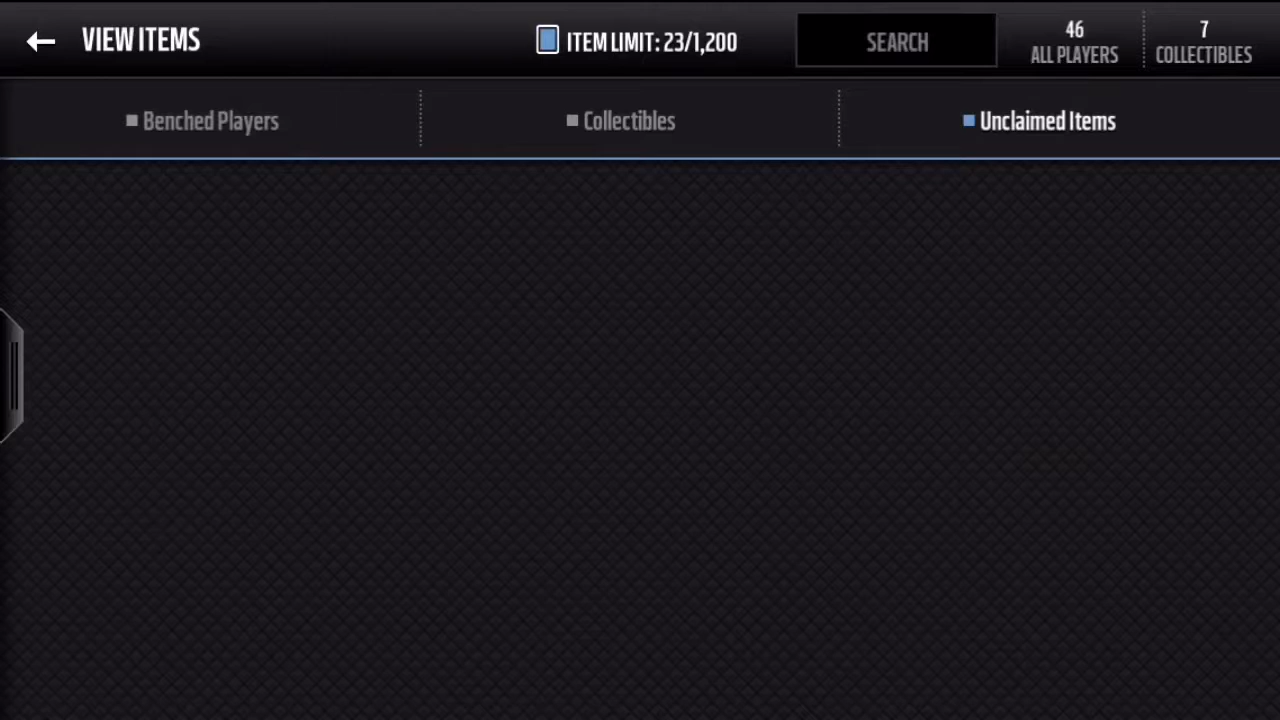 VIEW ITEMS
ITEM LIMIT: 23/1,200
SEARCH
46
ALL PLAYERS
7
COLLECTIBLES
Benched Players
Collectibles
Unclaimed Items